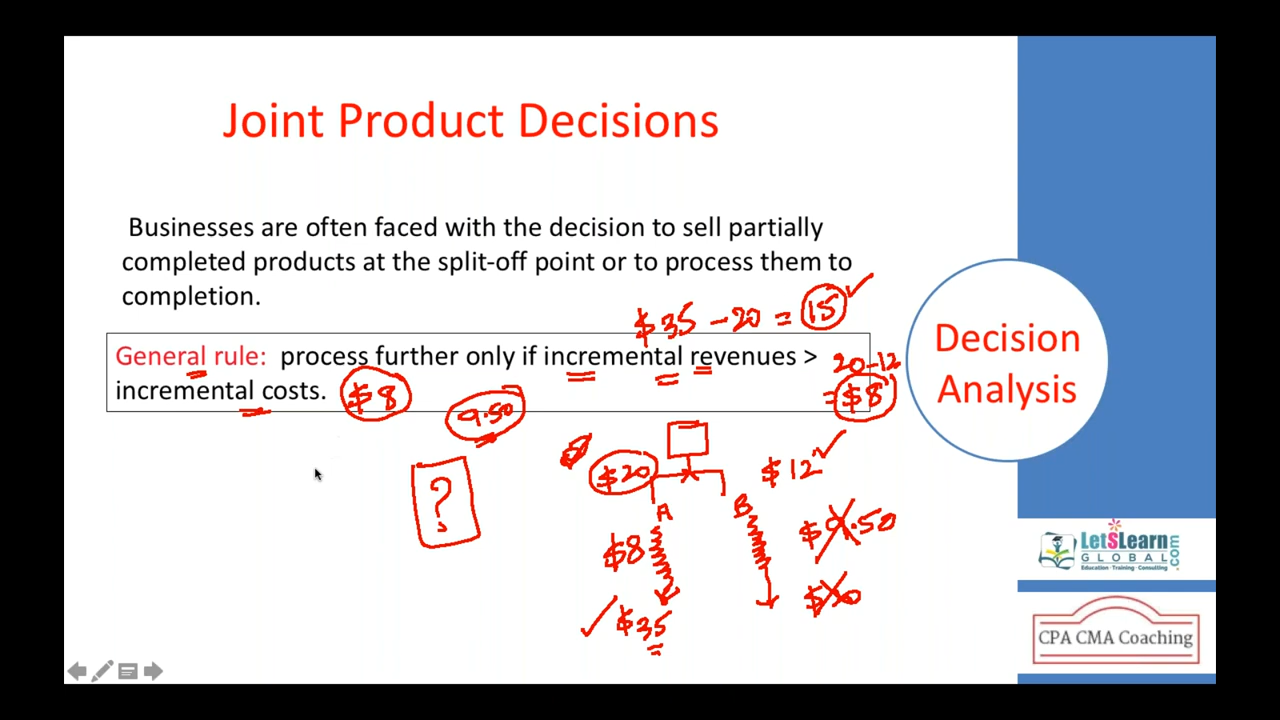 Joint Product Decisions
Businesses are often faced with the decision to sell partially
completed products at the split-off point or to process them to
completion.
$35 - 20 = 15 ✓
General rule: process further only if incremental revenues >
20-12
incremental costs. $8
= $8
9.50
$20
$12 ✓
?
A
B
$8
$9.50
✓ $35
Decision
Analysis
LetSLearn
GLOBAL.com
Education • Training • Consulting
CPA CMA Coaching